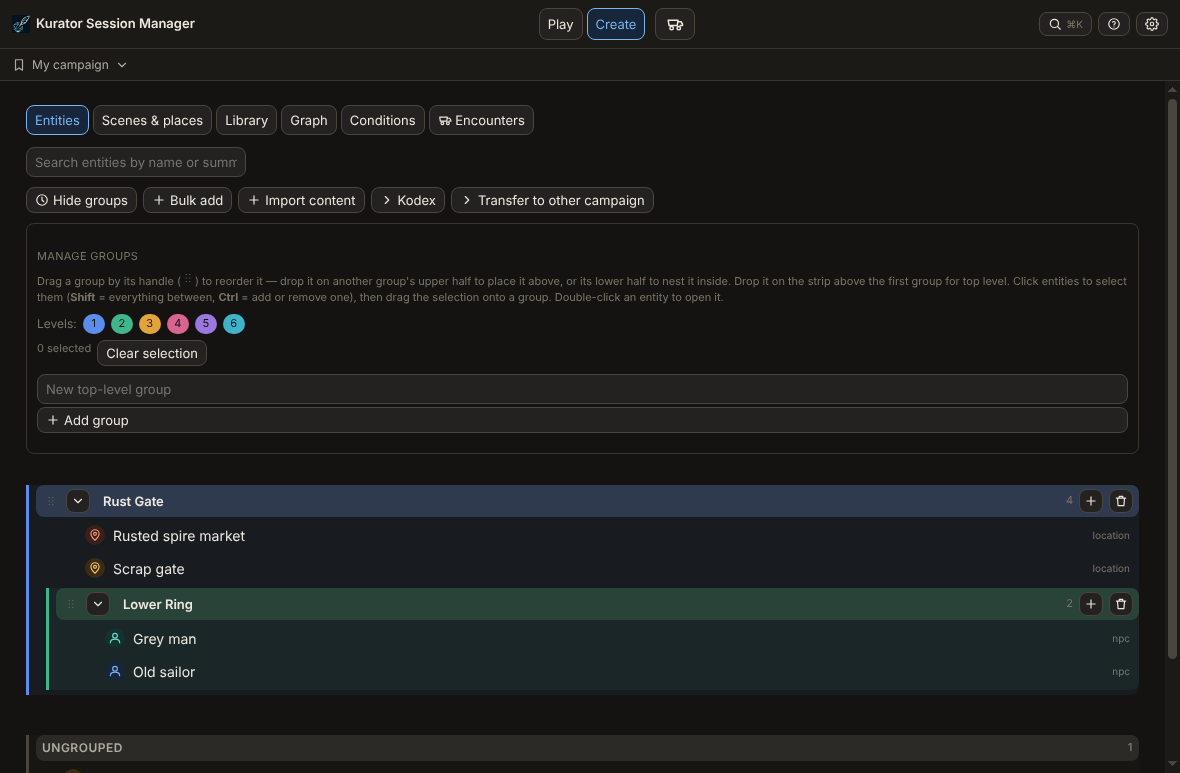 Kurator Session Manager
Play
Create
⌘K
My campaign
Entities
Scenes & places
Library
Graph
Conditions
Encounters
Search entities by name or summ
Hide groups
Bulk add
Import content
Kodex
Transfer to other campaign
MANAGE GROUPS
Drag a group by its handle ( ⠿ ) to reorder it — drop it on another group's upper half to place it above, or its lower half to nest it inside. Drop it on the strip above the first group for top level. Click entities to select
them (Shift = everything between, Ctrl = add or remove one), then drag the selection onto a group. Double-click an entity to open it.
Levels: 1 2 3 4 5 6
0 selected
Clear selection
New top-level group
Add group
Rust Gate 4
Rusted spire market location
Scrap gate location
Lower Ring 2
Grey man npc
Old sailor npc
UNGROUPED 1